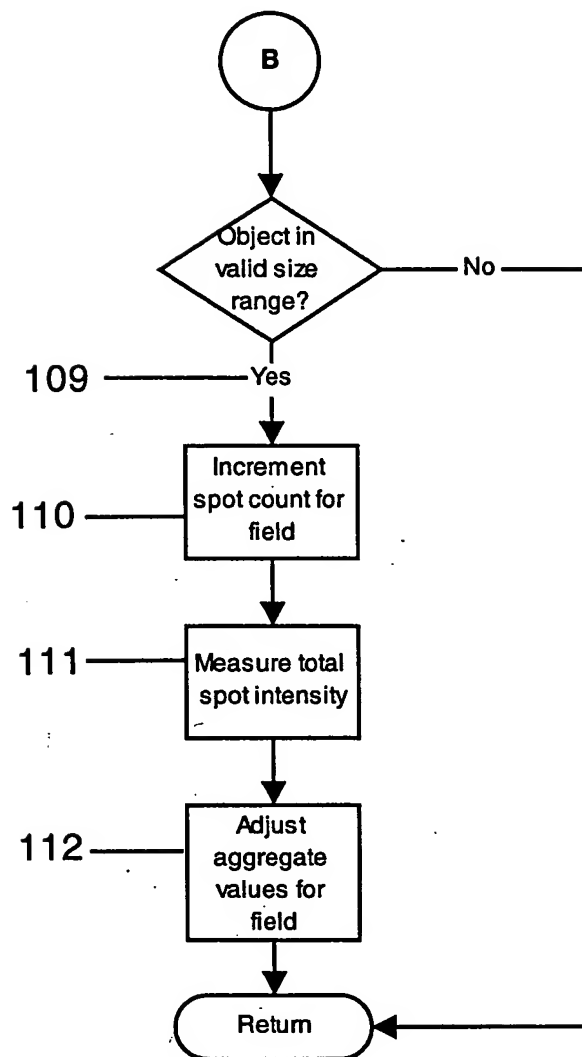 B
Object in
valid size
range?
No
109
Yes
Increment
110
spot count for
field
111
Measure total
spot intensity
112
Adjust
aggregate
values for
field
Return